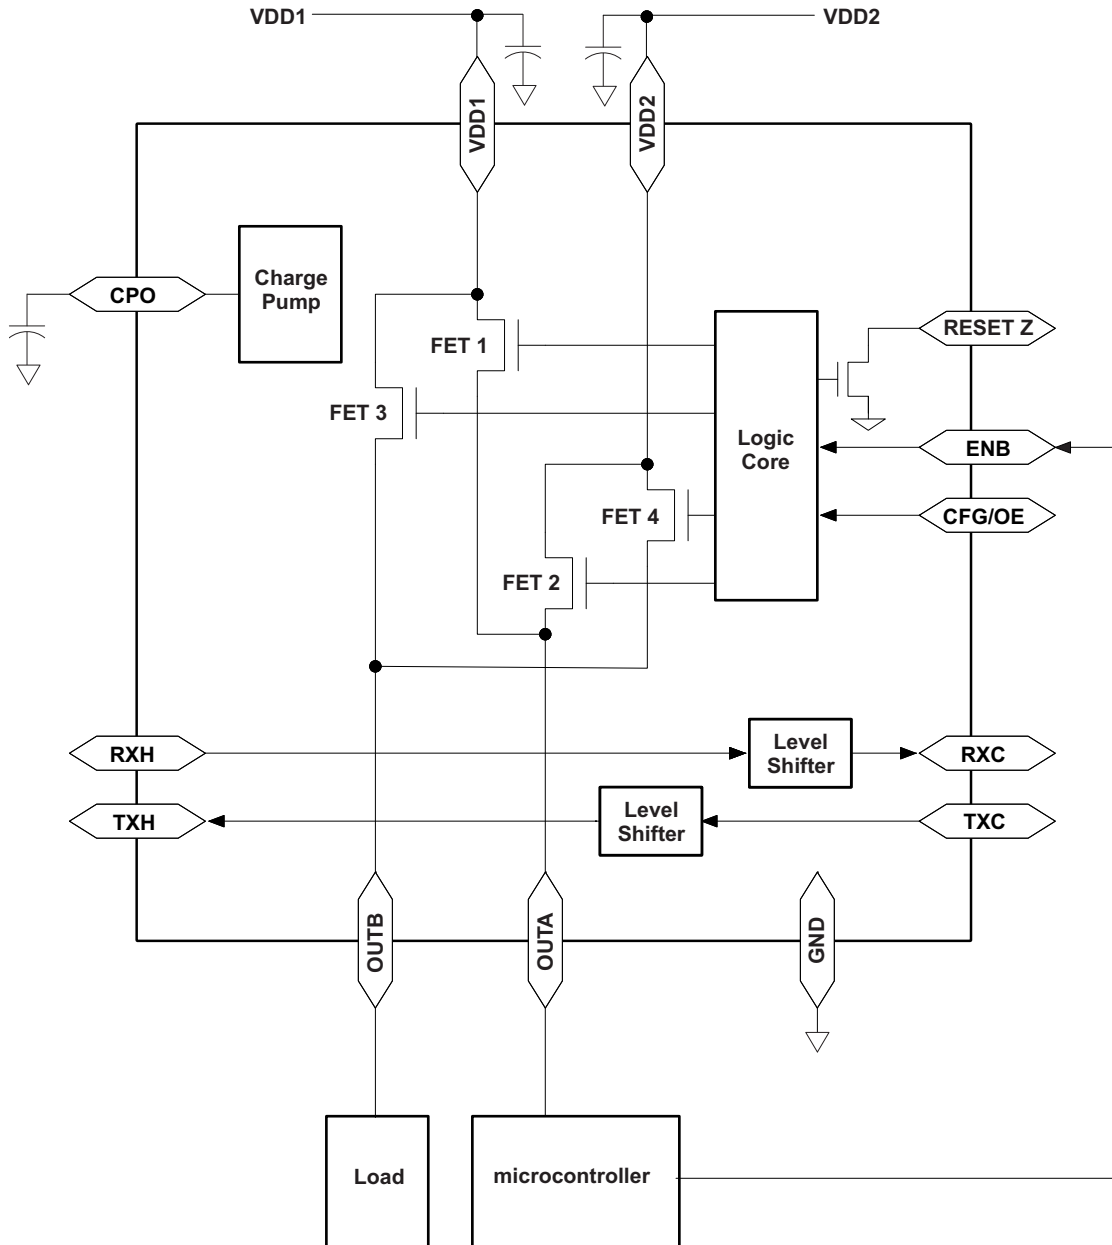 VDD1
VDD2
VDD1
VDD2
Charge
Pump
CPO
RESET Z
FET 1
FET 3
Logic
Core
ENB
FET 4
CFG/OE
FET 2
RXH
Level
Shifter
RXC
TXH
Level
Shifter
TXC
OUTB
OUTA
GND
Load
microcontroller